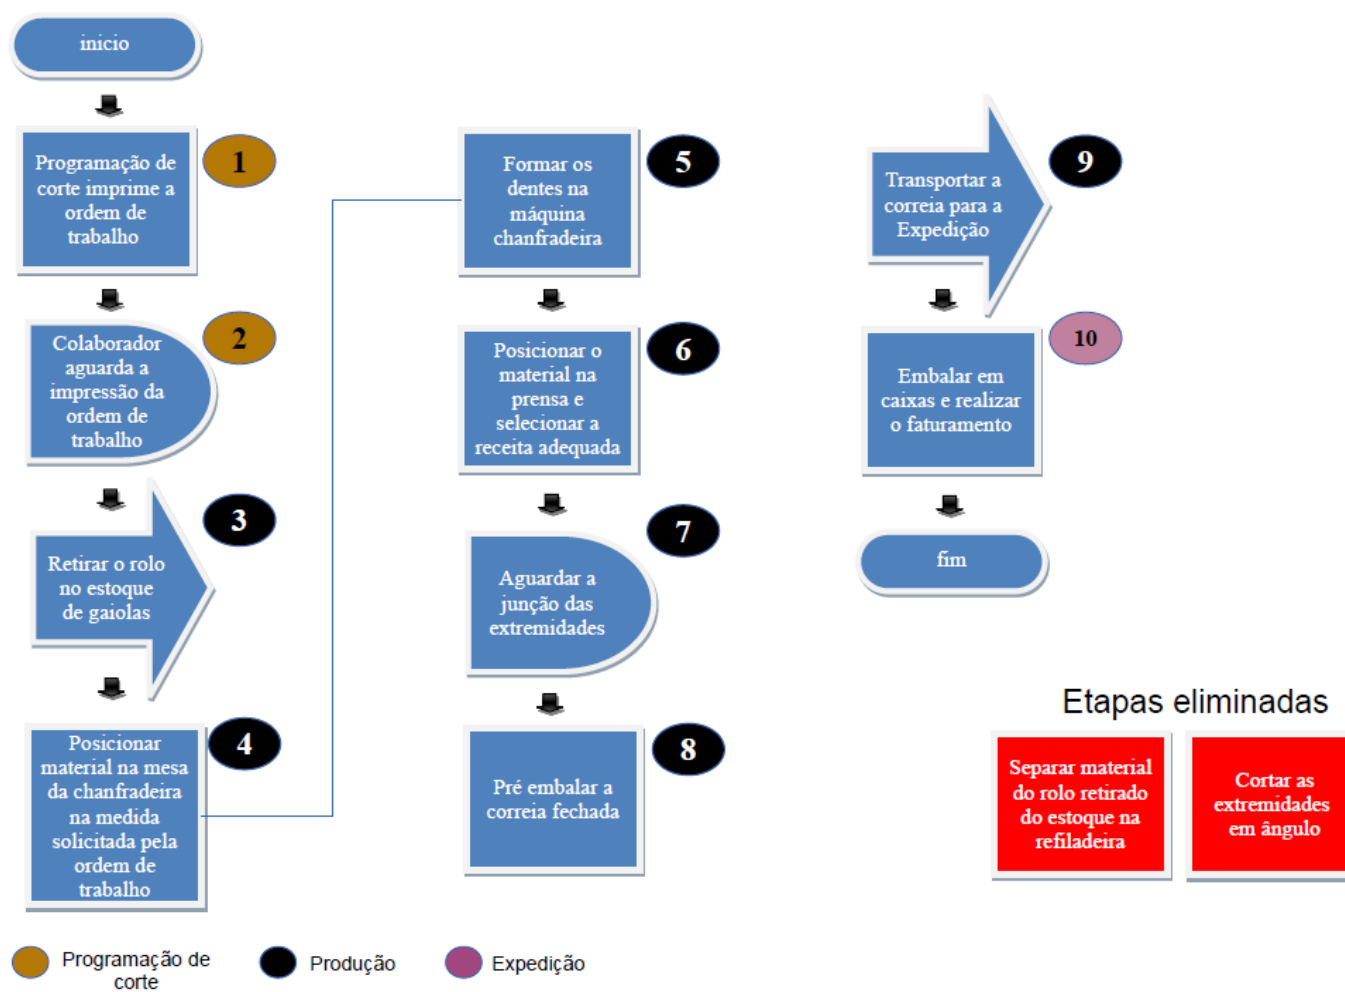 inicio
Programação de
corte imprime a
ordem de
trabalho
1
Colaborador
aguarda a
impressão da
ordem de
trabalho
2
Retirar o rolo
no estoque
de gaiolas
3
Posicionar
material na mesa
da chanfradeira
na medida
solicitada pela
ordem de
trabalho
4
Formar os
dentes na
máquina
chanfradeira
5
Posicionar o
material na
prensa e
selecionar a
receita adequada
6
Aguardar a
junção das
extremidades
7
Pré embalar a
correia fechada
8
Transportar a
correia para a
Expedição
9
Embalar em
caixas e realizar
o faturamento
10
fim
Etapas eliminadas
Separar material
do rolo retirado
do estoque na
refiladeira
Cortar as
extremidades
em ângulo
Programação de
corte
Produção
Expedição